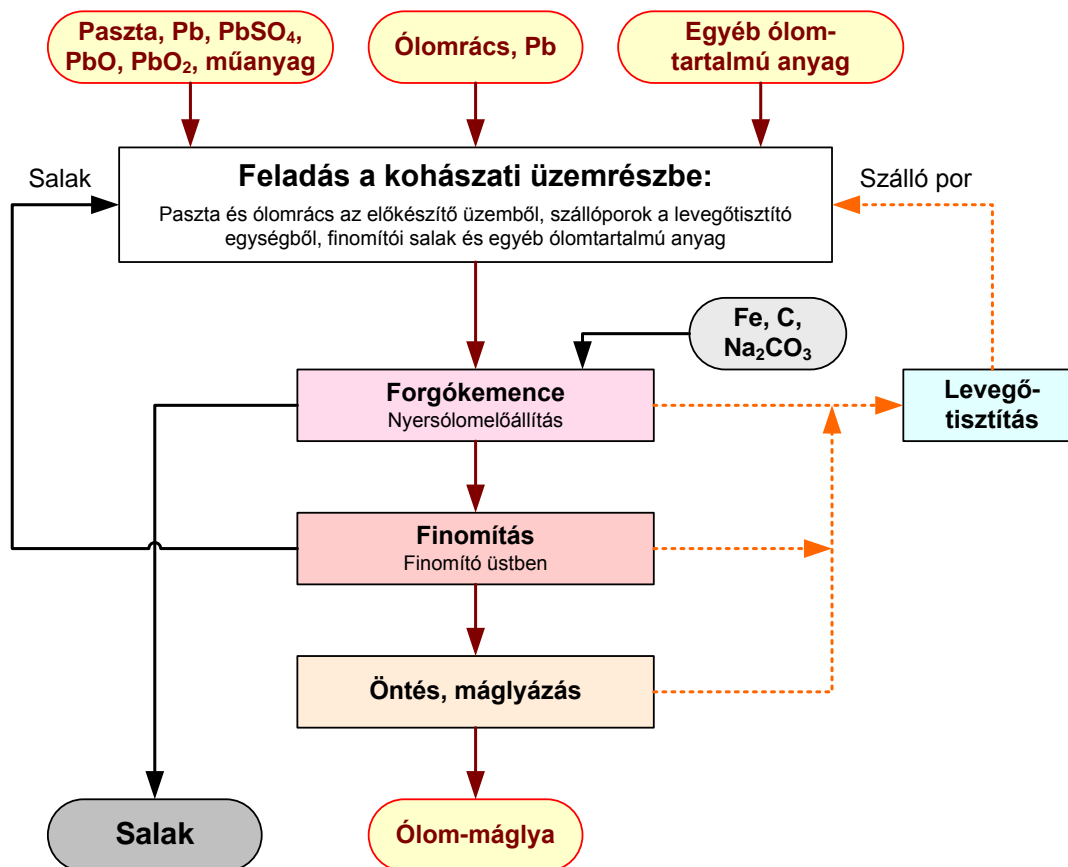 Paszta, Pb, PbSO₄,
PbO, PbO₂, műanyag
Ólomrács, Pb
Egyéb ólom-
tartalmú anyag
Salak
Feladás a kohászati üzemrészbe:
Szálló por
Paszta és ólomrács az előkészítő üzemből, szállóporok a levegőtisztító
egységből, finomítói salak és egyéb ólomtartalmú anyag
Fe, C,
Na₂CO₃
Forgókemence
Nyersólomelőállítás
Levegő-
tisztítás
Finomítás
Finomító üstben
Öntés, máglyázás
Salak
Ólom-máglya